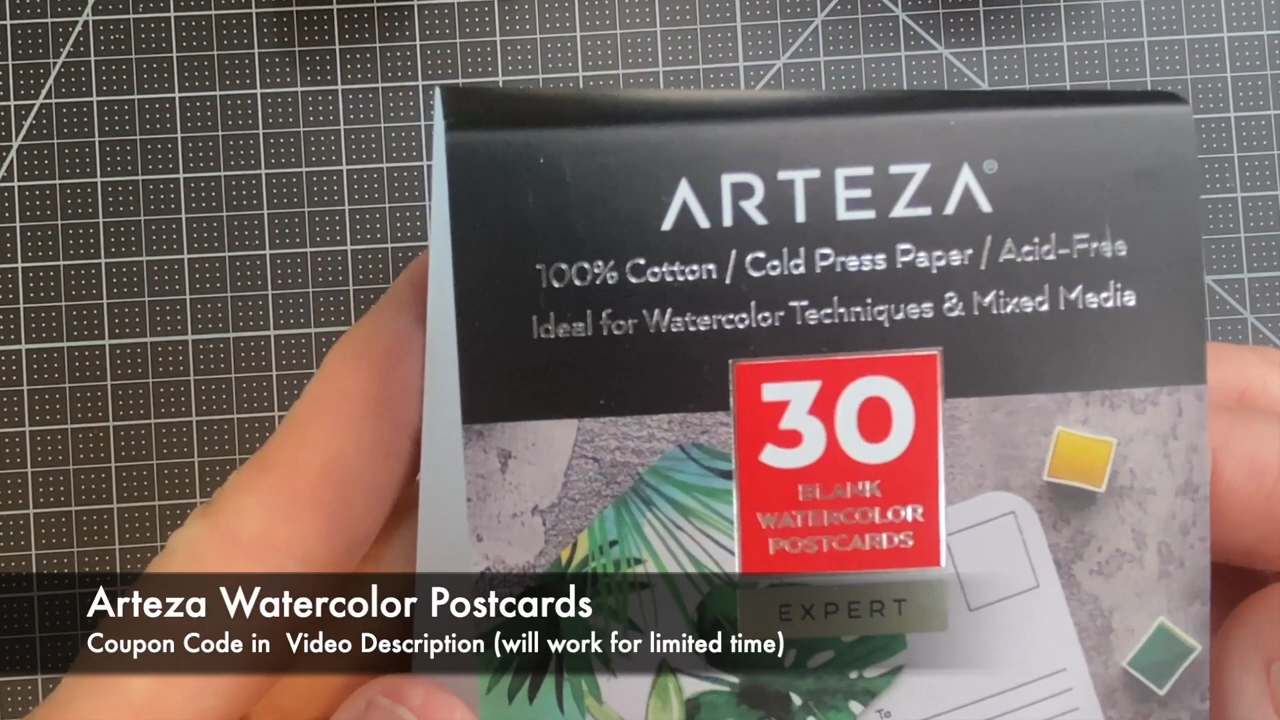 ARTEZA®
100% Cotton / Cold Press Paper / Acid-Free
Ideal for Watercolor Techniques & Mixed Media
30
BLANK
WATERCOLOR
POSTCARDS
EXPERT
To
Arteza Watercolor Postcards
Coupon Code in  Video Description (will work for limited time)